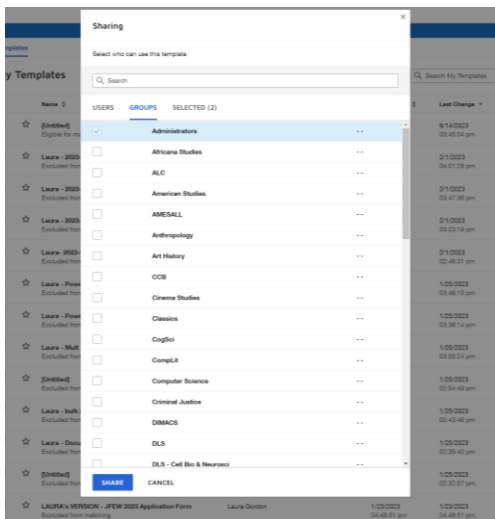 Sharing
Select who can use this template
Search
USERS GROUPS SELECTED (2)
Administrators --
Africana Studies --
ALC --
American Studies --
AMESALL --
Anthropology --
Art History --
CCB --
Cinema Studies --
Classics --
CogSci --
CompLit --
Computer Science --
Criminal Justice --
DIMACS --
DLS --
DLS - Cell Bio & Neurosci --
SHARE CANCEL
mplates
y Templates
Search My Templates
Name Last Change
[Untitled] 6/14/2023
Eligible for ma 03:45:04 pm
Laura - 2023- 2/1/2023
Excluded from 04:01:29 pm
Laura - 2023- 2/1/2023
Excluded from 03:47:36 pm
Laura - 2023- 2/1/2023
Excluded from 03:23:19 pm
Laura- 2023- 2/1/2023
Excluded from 02:46:31 pm
Laura - Powe 1/25/2023
Excluded from 03:46:15 pm
Laura - Powe 1/25/2023
Excluded from 03:36:14 pm
Laura - Mult 1/25/2023
Excluded from 03:05:24 pm
[Untitled] 1/25/2023
Excluded from 02:54:48 pm
Laura - bulk 1/25/2023
Excluded from 02:43:48 pm
Laura - Docu 1/25/2023
Excluded from 02:35:40 pm
[Untitled] 1/25/2023
Excluded from 02:32:57 pm
LAURA's VERSION - JFEW 2023 Application Form Laura Gordon 1/23/2023 1/23/2023
Excluded from matching 04:48:51 pm 04:48:51 pm